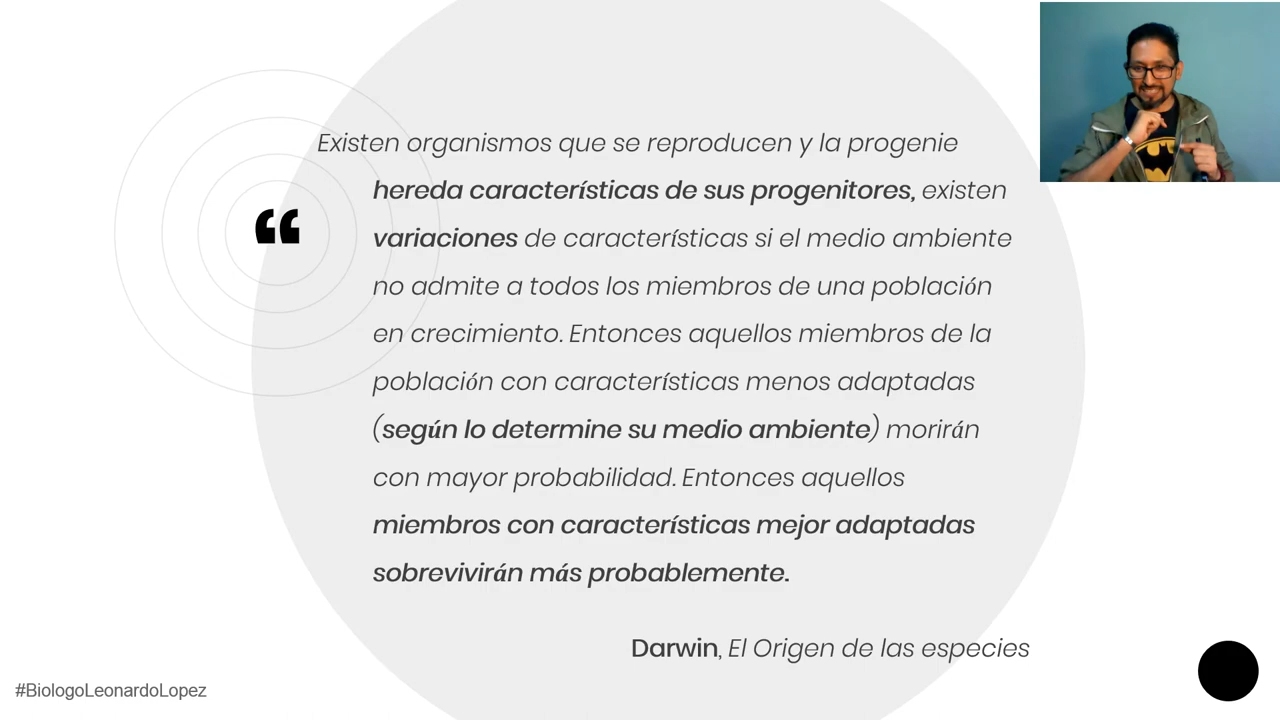 “
Existen organismos que se reproducen y la progenie
hereda características de sus progenitores, existen
variaciones de características si el medio ambiente
no admite a todos los miembros de una población
en crecimiento. Entonces aquellos miembros de la
población con características menos adaptadas
(según lo determine su medio ambiente) morirán
con mayor probabilidad. Entonces aquellos
miembros con características mejor adaptadas
sobrevivirán más probablemente.
Darwin, El Origen de las especies
#BiologoLeonardoLopez